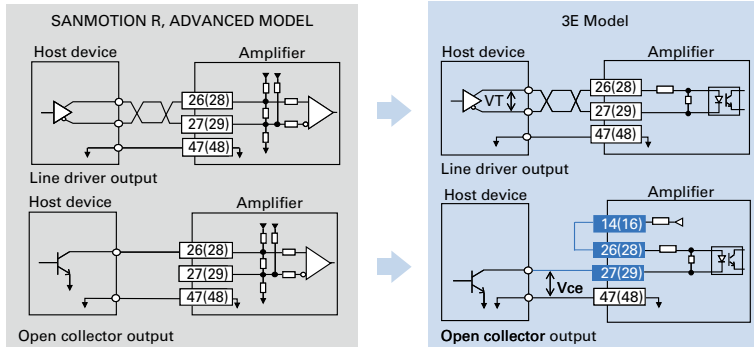 SANMOTION R, ADVANCED MODEL
Host device
Amplifier
26(28)
27(29)
47(48)
Line driver output
Host device
Amplifier
26(28)
27(29)
47(48)
Open collector output
3E Model
Host device
Amplifier
VT
26(28)
27(29)
47(48)
Line driver output
Host device
Amplifier
14(16)
26(28)
27(29)
Vce
47(48)
Open collector output